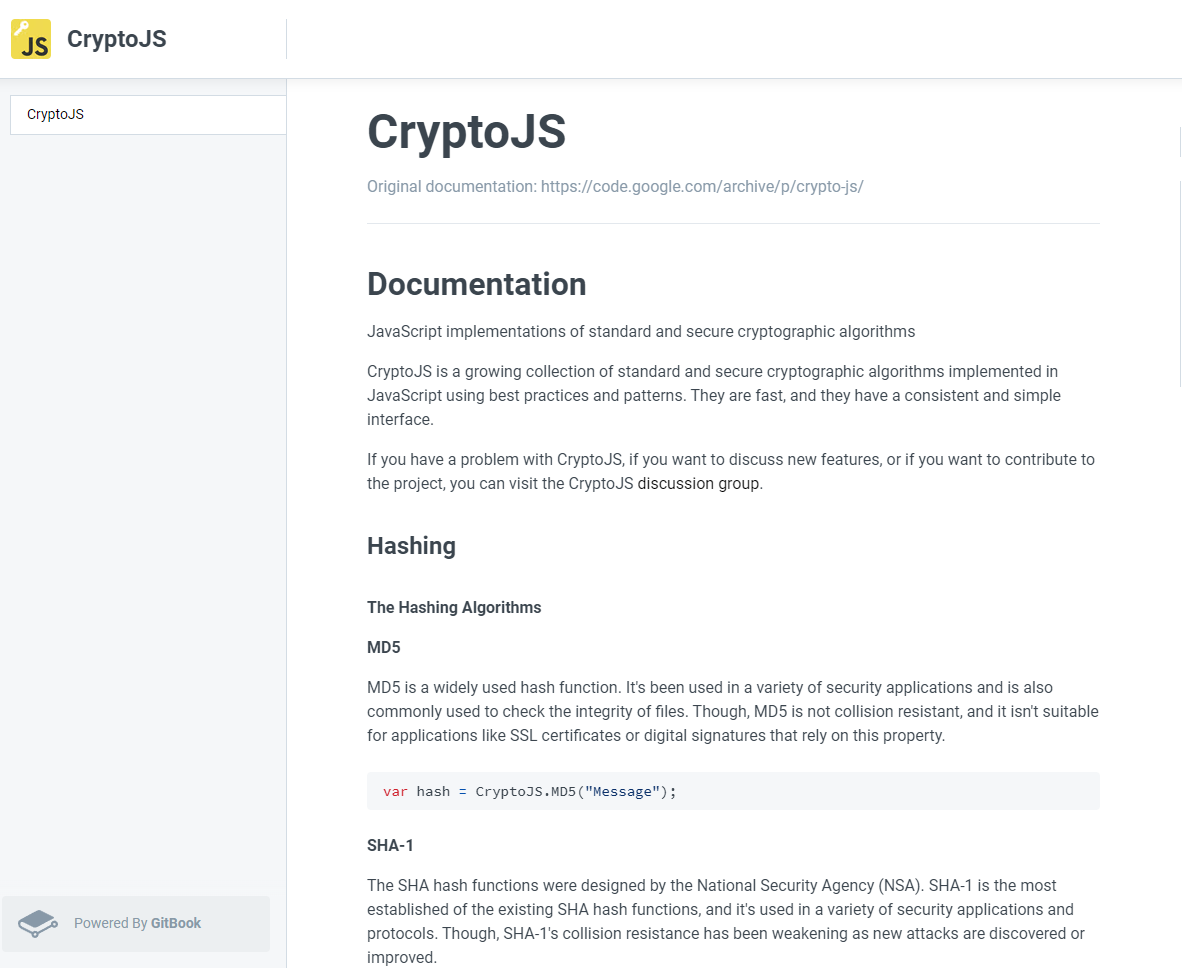 JS CryptoJS
CryptoJS
CryptoJS
Original documentation: https://code.google.com/archive/p/crypto-js/
Documentation
JavaScript implementations of standard and secure cryptographic algorithms
CryptoJS is a growing collection of standard and secure cryptographic algorithms implemented in
JavaScript using best practices and patterns. They are fast, and they have a consistent and simple
interface.
If you have a problem with CryptoJS, if you want to discuss new features, or if you want to contribute to
the project, you can visit the CryptoJS discussion group.
Hashing
The Hashing Algorithms
MD5
MD5 is a widely used hash function. It's been used in a variety of security applications and is also
commonly used to check the integrity of files. Though, MD5 is not collision resistant, and it isn't suitable
for applications like SSL certificates or digital signatures that rely on this property.
var hash = CryptoJS.MD5("Message");
SHA-1
The SHA hash functions were designed by the National Security Agency (NSA). SHA-1 is the most
established of the existing SHA hash functions, and it's used in a variety of security applications and
protocols. Though, SHA-1's collision resistance has been weakening as new attacks are discovered or
improved.
Powered By GitBook